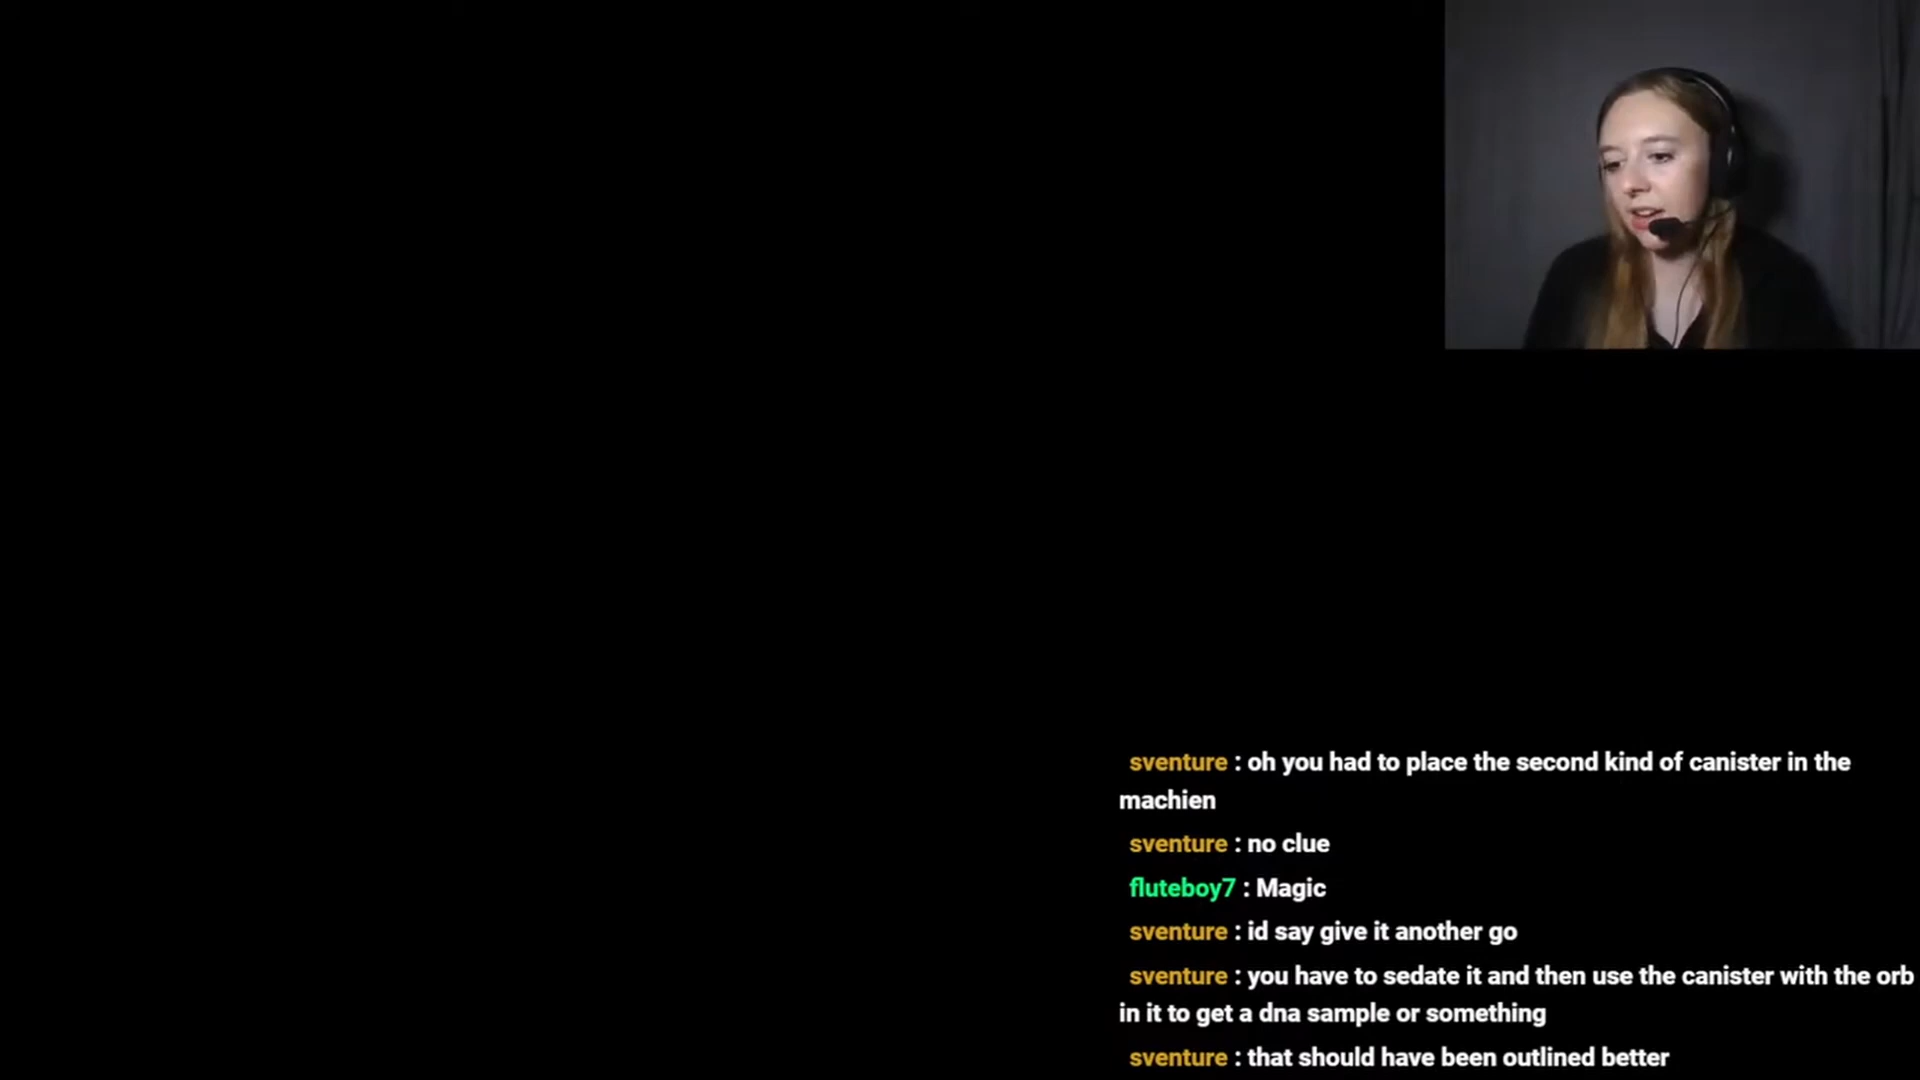 sventure : oh you had to place the second kind of canister in the
machien
sventure : no clue
fluteboy7 : Magic
sventure : id say give it another go
sventure : you have to sedate it and then use the canister with the orb
in it to get a dna sample or something
sventure : that should have been outlined better